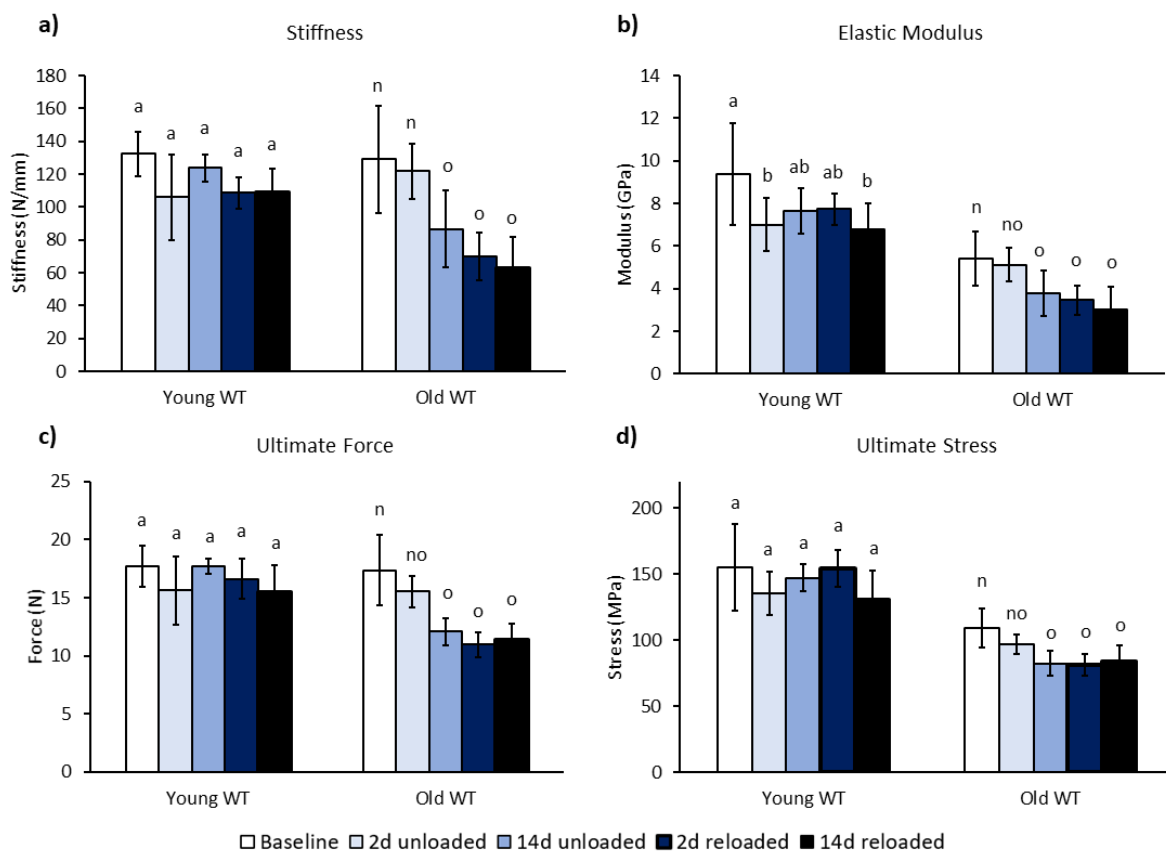 a)
Stiffness
180
160
140
120
100
80
60
40
20
0
Stiffness (N/mm)
a
a
a
a
a
n
n
o
o
o
Young WT
Old WT
b)
Elastic Modulus
14
12
10
8
6
4
2
0
Modulus (GPa)
a
b
ab
ab
b
n
no
o
o
o
Young WT
Old WT
c)
Ultimate Force
25
20
15
10
5
0
Force (N)
a
a
a
a
a
n
no
o
o
o
Young WT
Old WT
d)
Ultimate Stress
200
150
100
50
0
Stress (MPa)
a
a
a
a
a
n
no
o
o
o
Young WT
Old WT
Baseline 2d unloaded 14d unloaded 2d reloaded 14d reloaded